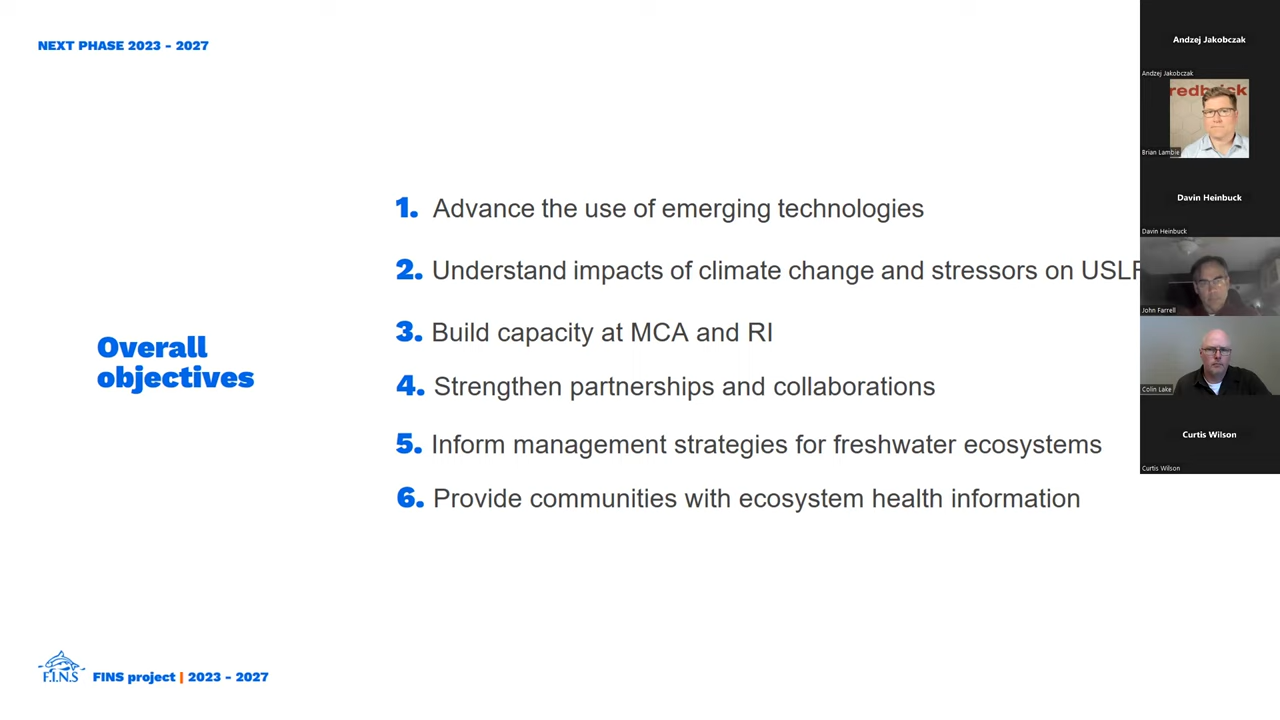 NEXT PHASE 2023 - 2027
1. Advance the use of emerging technologies
2. Understand impacts of climate change and stressors on USLR
3. Build capacity at MCA and RI
Overall
objectives
4. Strengthen partnerships and collaborations
5. Inform management strategies for freshwater ecosystems
6. Provide communities with ecosystem health information
F.I.N.S
FINS project | 2023 - 2027
Andzej Jakobczak
Andzej Jakobczak
redbrick
Brian Lambie
Davin Heinbuck
Davin Heinbuck
John Farrell
Colin Lake
Curtis Wilson
Curtis Wilson